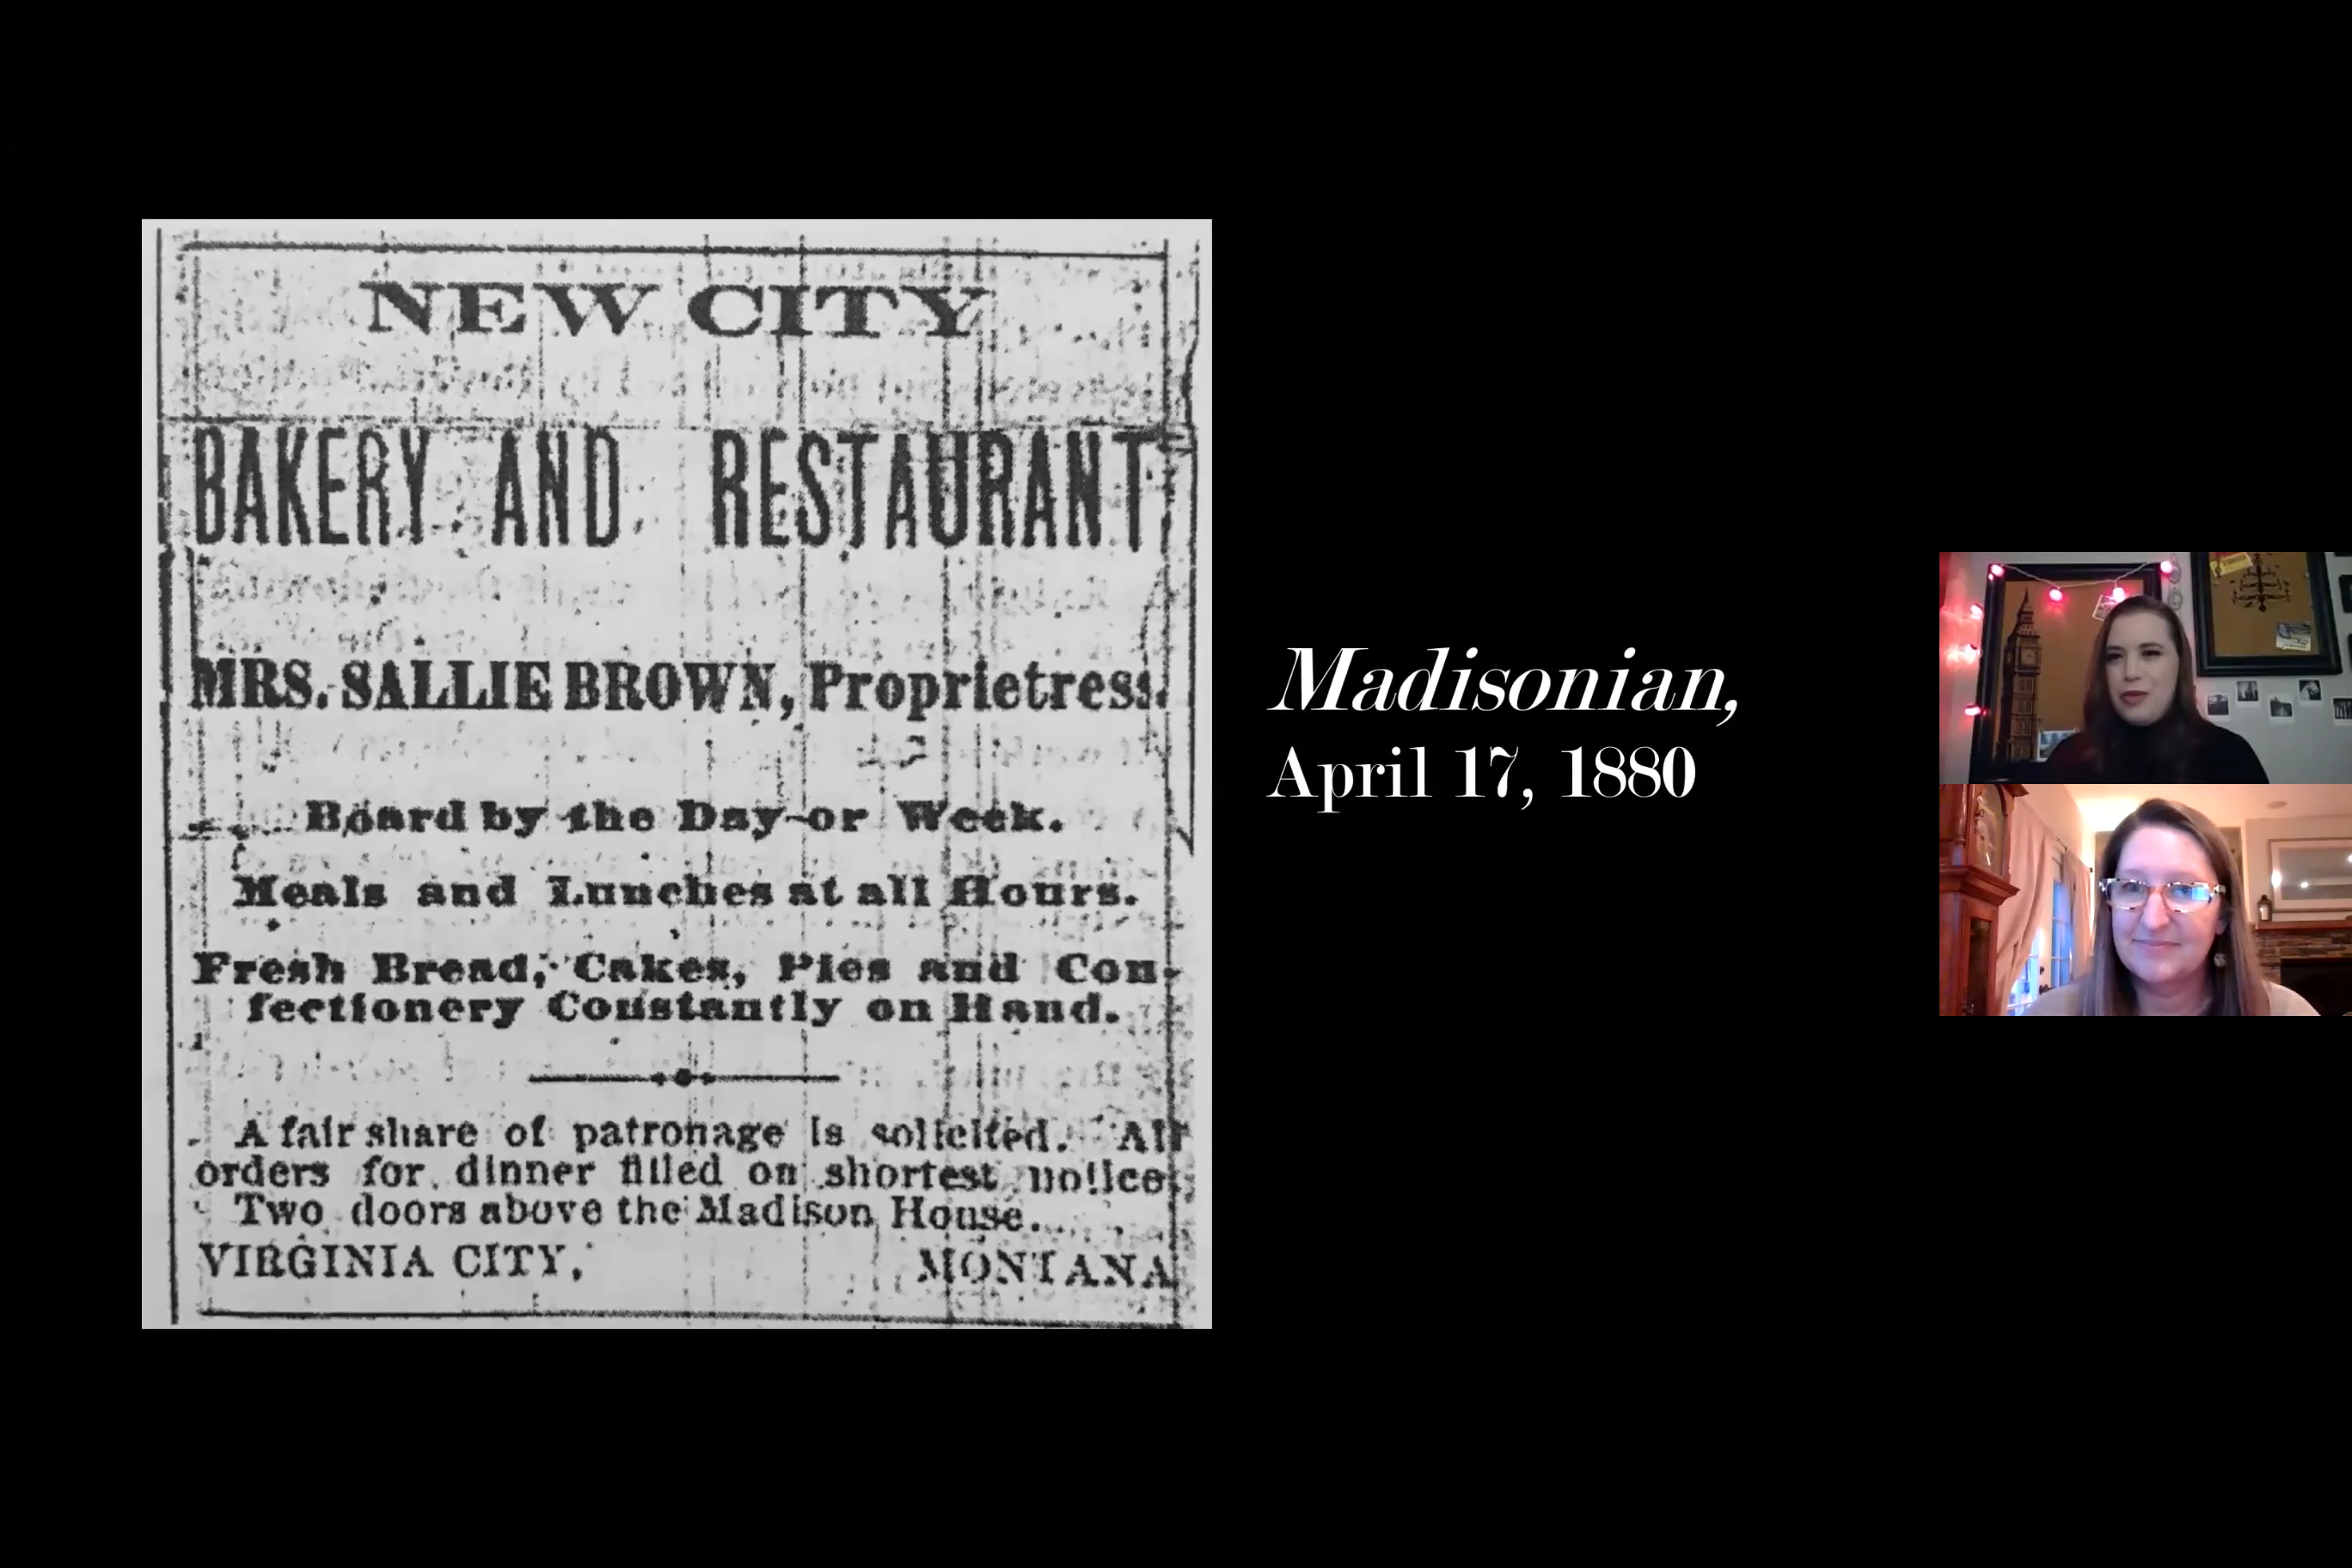 NEW CITY
BAKERY AND RESTAURANT
MRS. SALLIE BROWN, Proprietress.
Board by the Day or Week.
Meals and Lunches at all Hours.
Fresh Bread, Cakes, Pies and Con-
fectionery Constantly on Hand.
A fair share of patronage is solicited. All
orders for dinner filled on shortest notice.
Two doors above the Madison House.
VIRGINIA CITY, MONTANA
Madisonian,
April 17, 1880